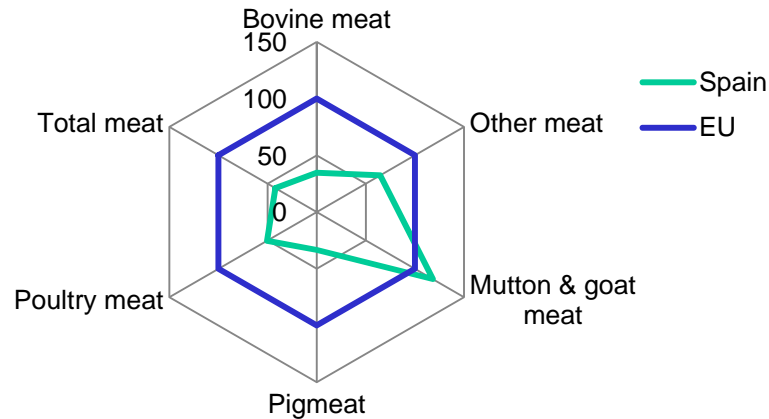 Bovine meat
150
100
50
0
Total meat
Other meat
Poultry meat
Mutton & goat
meat
Pigmeat
Spain
EU